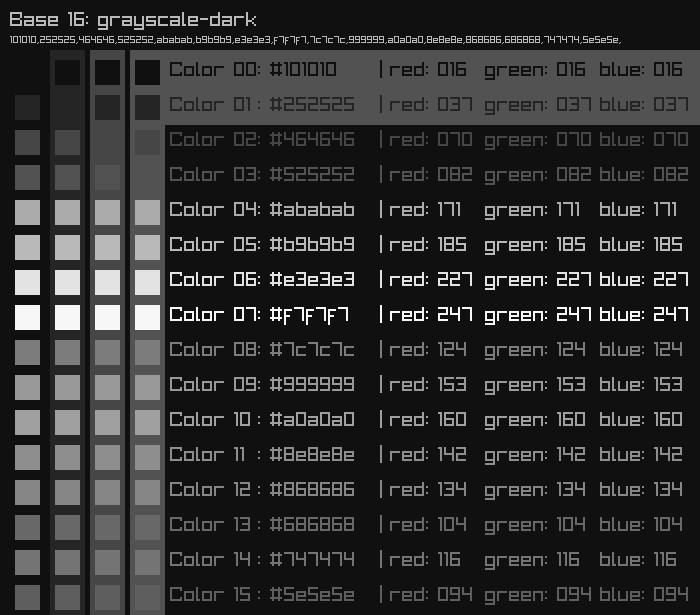 Base 16: grayscale-dark
101010,252525,464646,525252,ababab,b9b9b9,e3e3e3,f7f7f7,7c7c7c,999999,a0a0a0,8e8e8e,868686,686868,747474,5e5e5e,
Color 00: #101010 | red: 016 green: 016 blue: 016
Color 01 : #252525 | red: 037 green: 037 blue: 037
Color 02: #464646 | red: 070 green: 070 blue: 070
Color 03: #525252 | red: 082 green: 082 blue: 082
Color 04: #ababab | red: 171 green: 171 blue: 171
Color 05: #b9b9b9 | red: 185 green: 185 blue: 185
Color 06: #e3e3e3 | red: 227 green: 227 blue: 227
Color 07: #f7f7f7 | red: 247 green: 247 blue: 247
Color 08: #7c7c7c | red: 124 green: 124 blue: 124
Color 09: #999999 | red: 153 green: 153 blue: 153
Color 10 : #a0a0a0 | red: 160 green: 160 blue: 160
Color 11 : #8e8e8e | red: 142 green: 142 blue: 142
Color 12 : #868686 | red: 134 green: 134 blue: 134
Color 13 : #686868 | red: 104 green: 104 blue: 104
Color 14 : #747474 | red: 116 green: 116 blue: 116
Color 15 : #5e5e5e | red: 094 green: 094 blue: 094